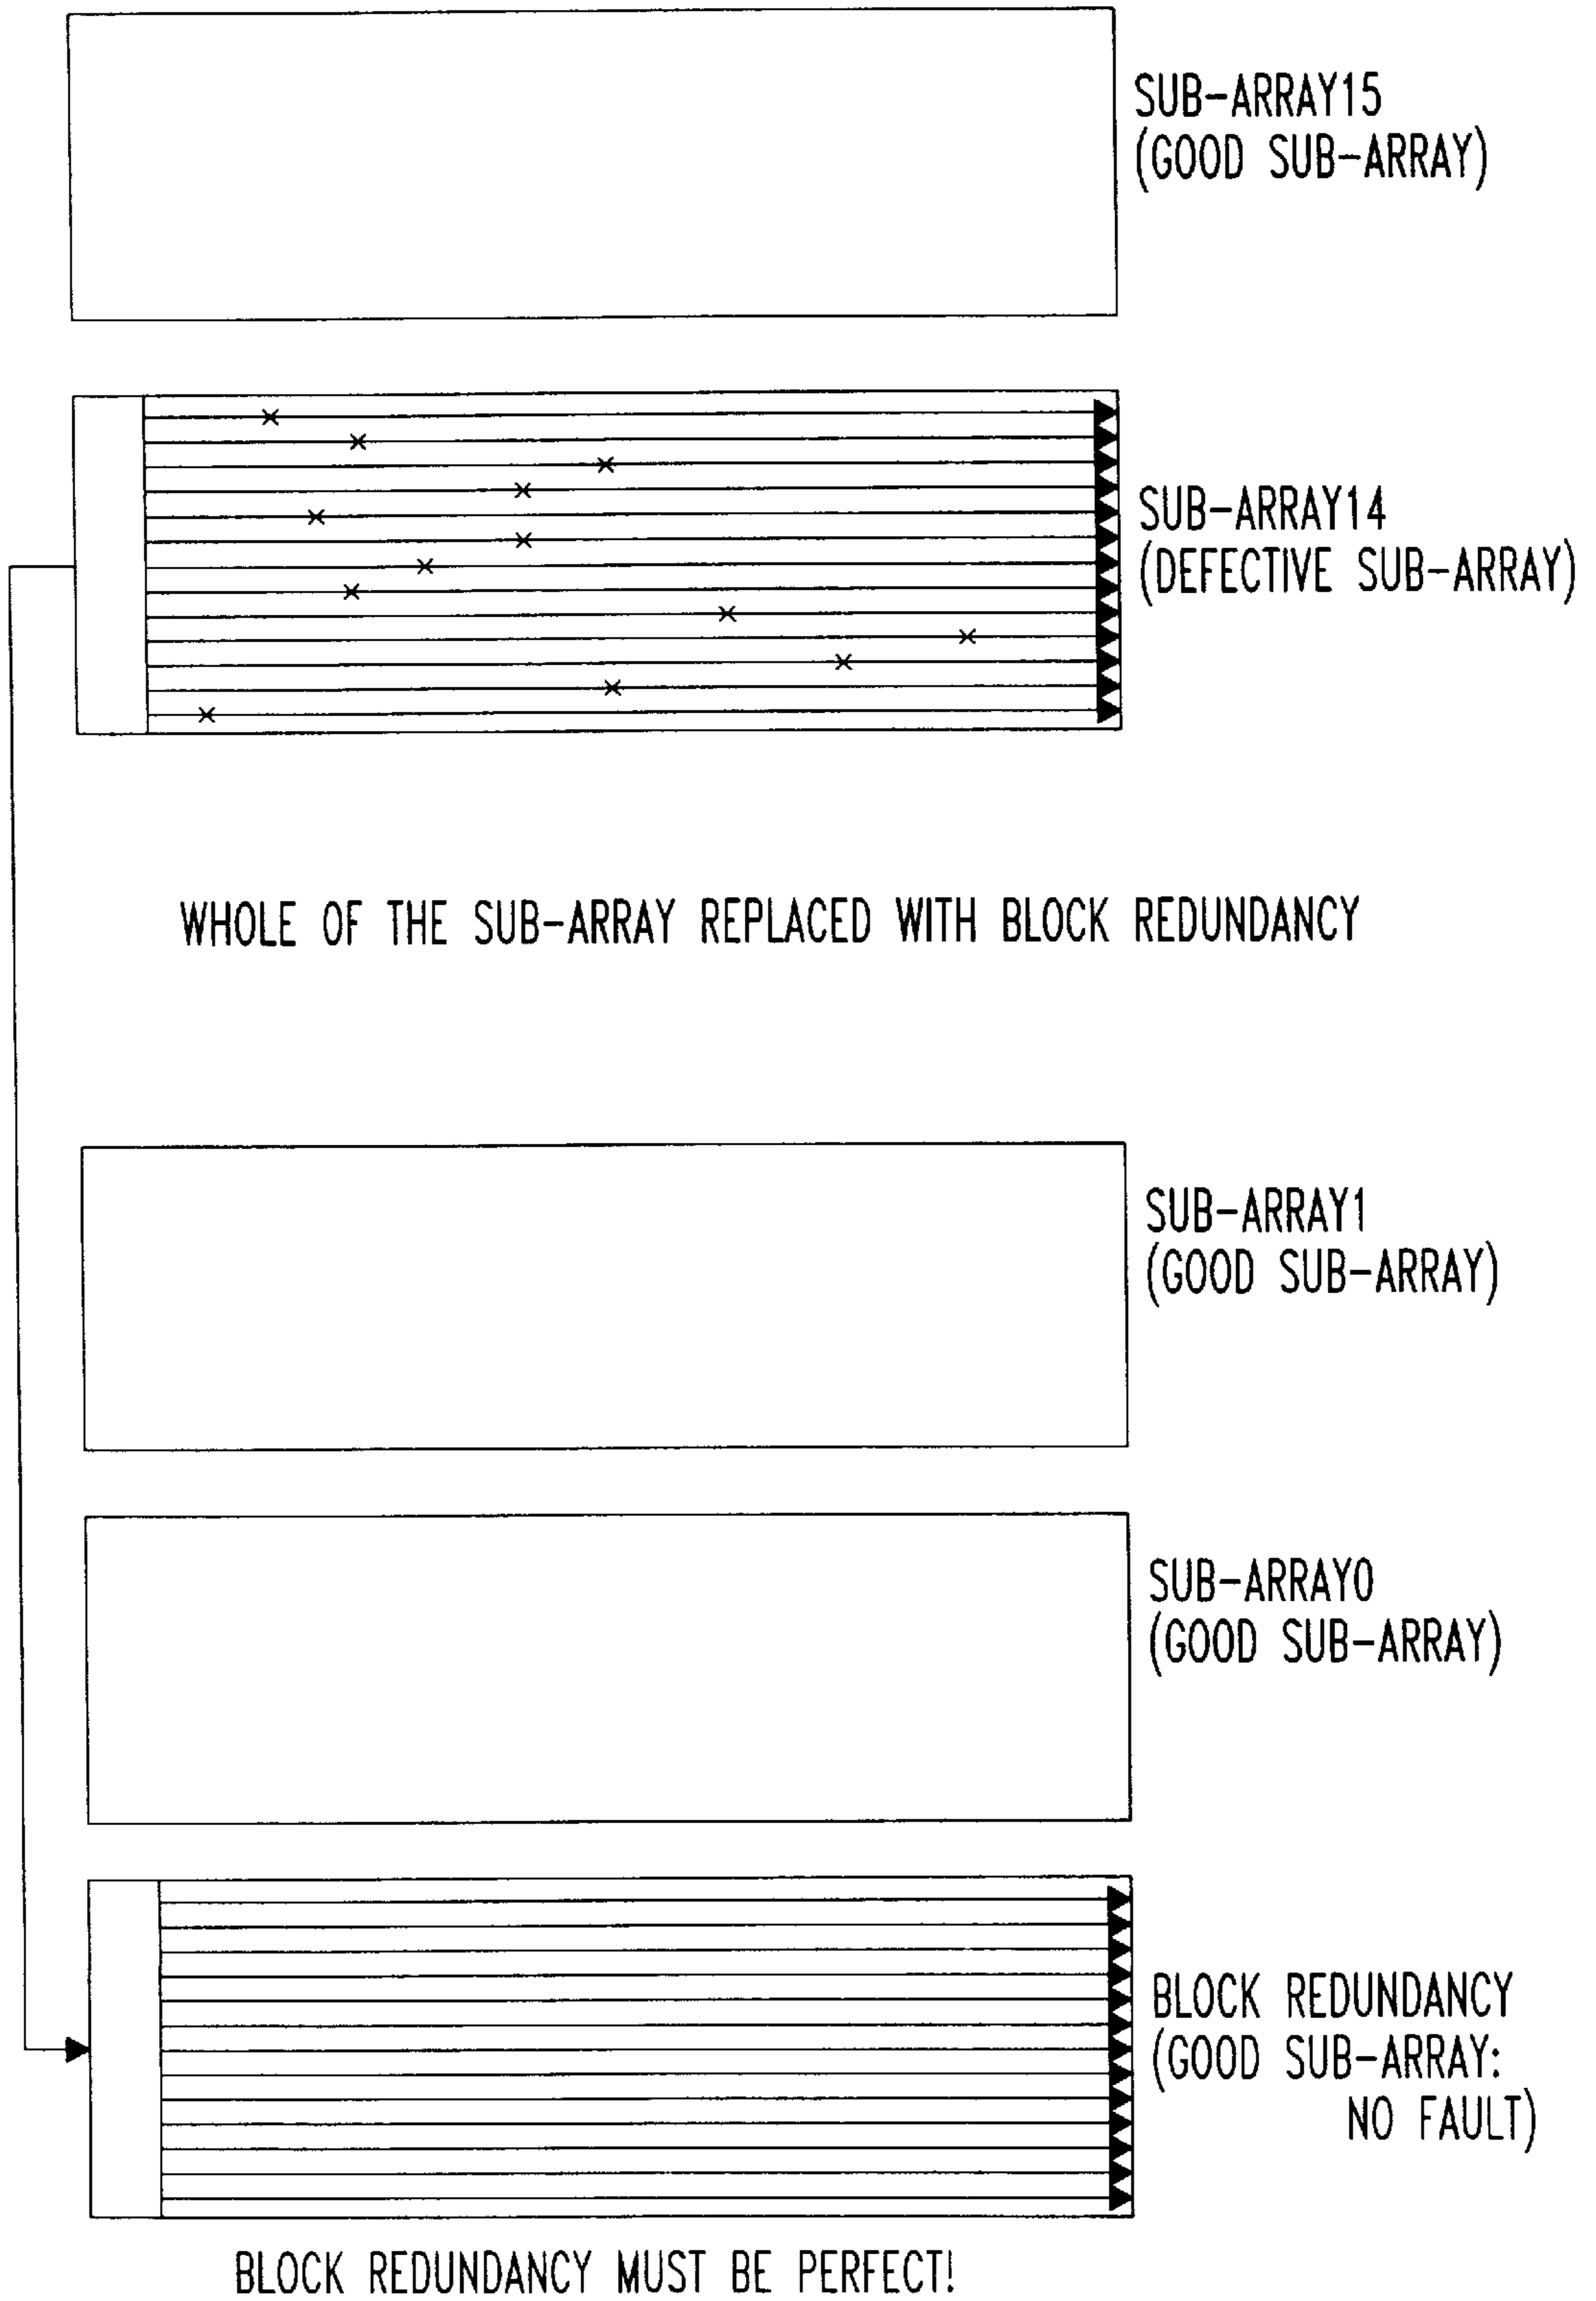 SUB-ARRAY15
(GOOD SUB-ARRAY)
SUB-ARRAY14
(DEFECTIVE SUB-ARRAY)
WHOLE OF THE SUB-ARRAY REPLACED WITH BLOCK REDUNDANCY
SUB-ARRAY1
(GOOD SUB-ARRAY)
SUB-ARRAY0
(GOOD SUB-ARRAY)
BLOCK REDUNDANCY
(GOOD SUB-ARRAY:
NO FAULT)
BLOCK REDUNDANCY MUST BE PERFECT!